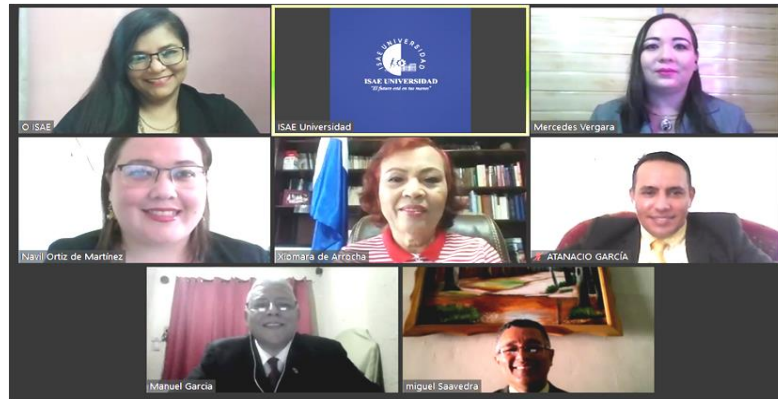 O ISAE
ISAE UNIVERSIDAD
ISAE UNIVERSIDAD
"El futuro está en tus manos"
ISAE Universidad
Mercedes Vergara
Navil Ortiz de Martínez
Xiomara de Arrocha
ATANACIO GARCÍA
Manuel Garcia
miguel Saavedra